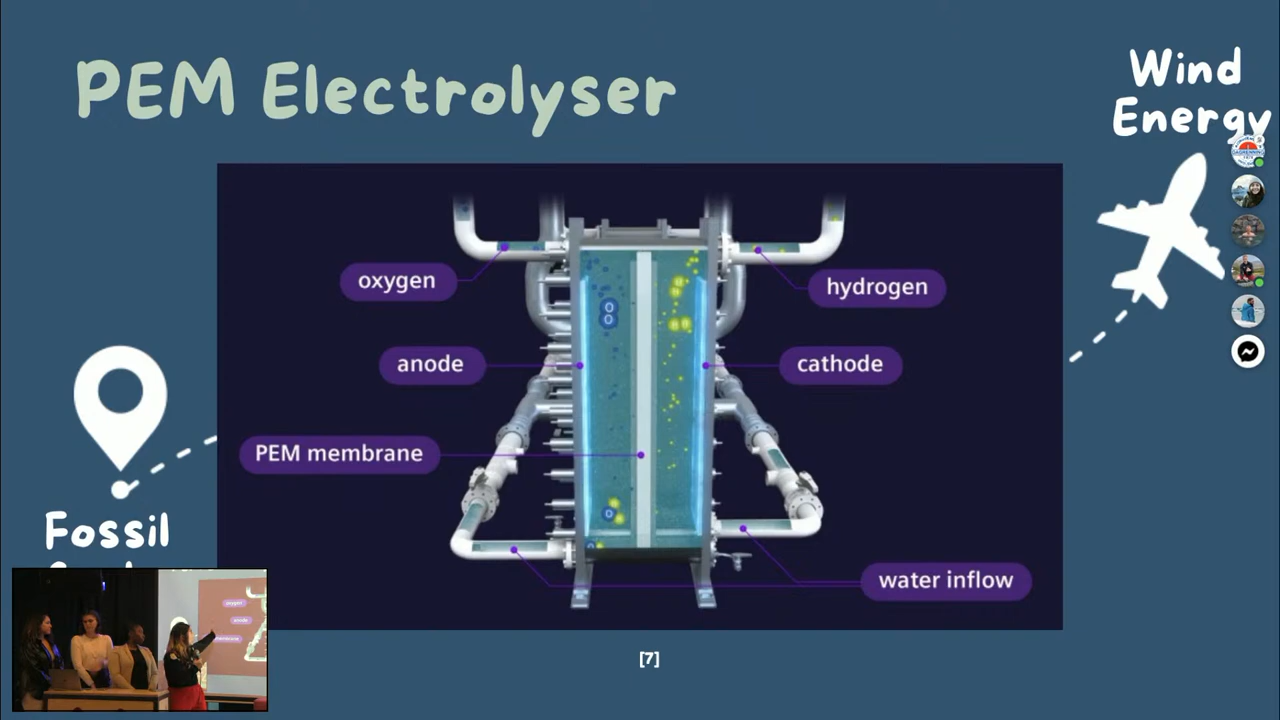 PEM Electrolyser
Wind
Energy
oxygen
hydrogen
anode
cathode
PEM membrane
Fossil
water inflow
[7]